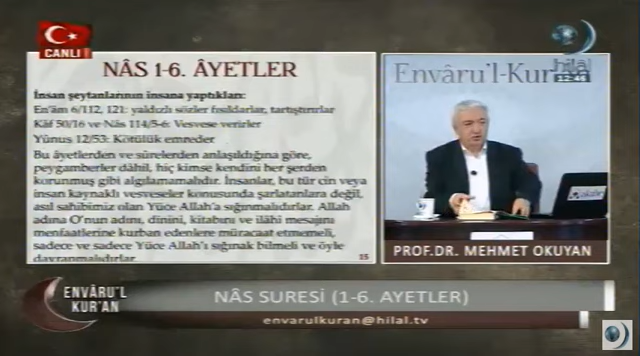 CANLI
NÂS 1-6. ÂYETLER
İnsan şeytanlarının insana yaptıkları:
En'âm 6/112, 121: yaldızlı sözler fısıldarlar, tartıştırırlar
Kâf 50/16 ve Nâs 114/5-6: Vesvese verirler
Yûnus 12/53: Kötülük emreder
Bu âyetlerden ve sûrelerden anlaşıldığına göre,
peygamberler dâhil, hiç kimse kendini her şerden
korunmuş gibi algılamamalıdır. İnsanlar, bu tür cin veya
insan kaynaklı vesveseler konusunda şarlatanlara değil,
asıl sahibimiz olan Yüce Allah'a sığınmalıdırlar. Allah
adına O'nun adını, dinini, kitabını ve ilâhî mesajını
menfaatlerine kurban edenlere müracaat etmemeli,
sadece ve sadece Yüce Allah'ı sığınak bilmeli ve öyle
davranmalıdırlar.
15
Envâru'l-Kur'an
hilâl
PROF.DR. MEHMET OKUYAN
ENVÂRU'L
KUR'AN
NÂS SURESİ (1-6. AYETLER)
envarulkuran@hilal.tv